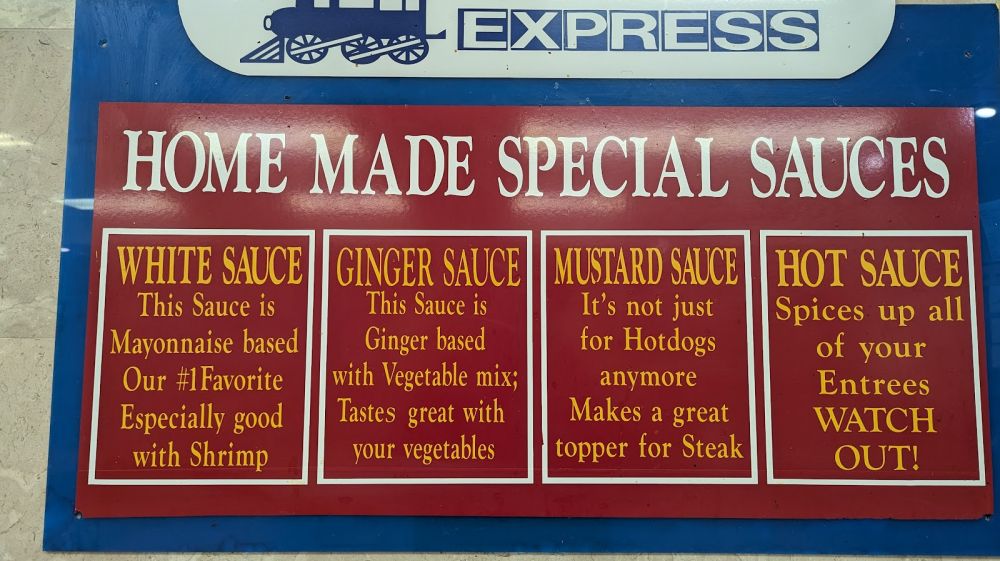 EXPRESS
HOME MADE SPECIAL SAUCES
WHITE SAUCE
This Sauce is
Mayonnaise based
Our #1 Favorite
Especially good
with Shrimp
GINGER SAUCE
This Sauce is
Ginger based
with Vegetable mix;
Tastes great with
your vegetables
MUSTARD SAUCE
It's not just
for Hotdogs
anymore
Makes a great
topper for Steak
HOT SAUCE
Spices up all
of your
Entrees
WATCH
OUT!